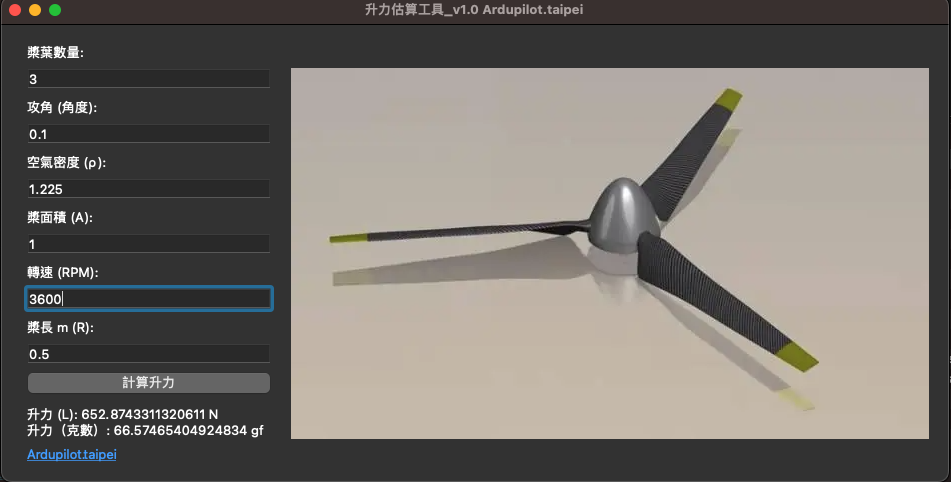 升力估算工具_v1.0 Ardupilot.taipei
槳葉數量:
3
攻角 (角度):
0.1
空氣密度 (ρ):
1.225
槳面積 (A):
1
轉速 (RPM):
3600
槳長 m (R):
0.5
計算升力
升力 (L): 652.8743311320611 N
升力（克數）: 66.57465404924834 gf
Ardupilot.taipei